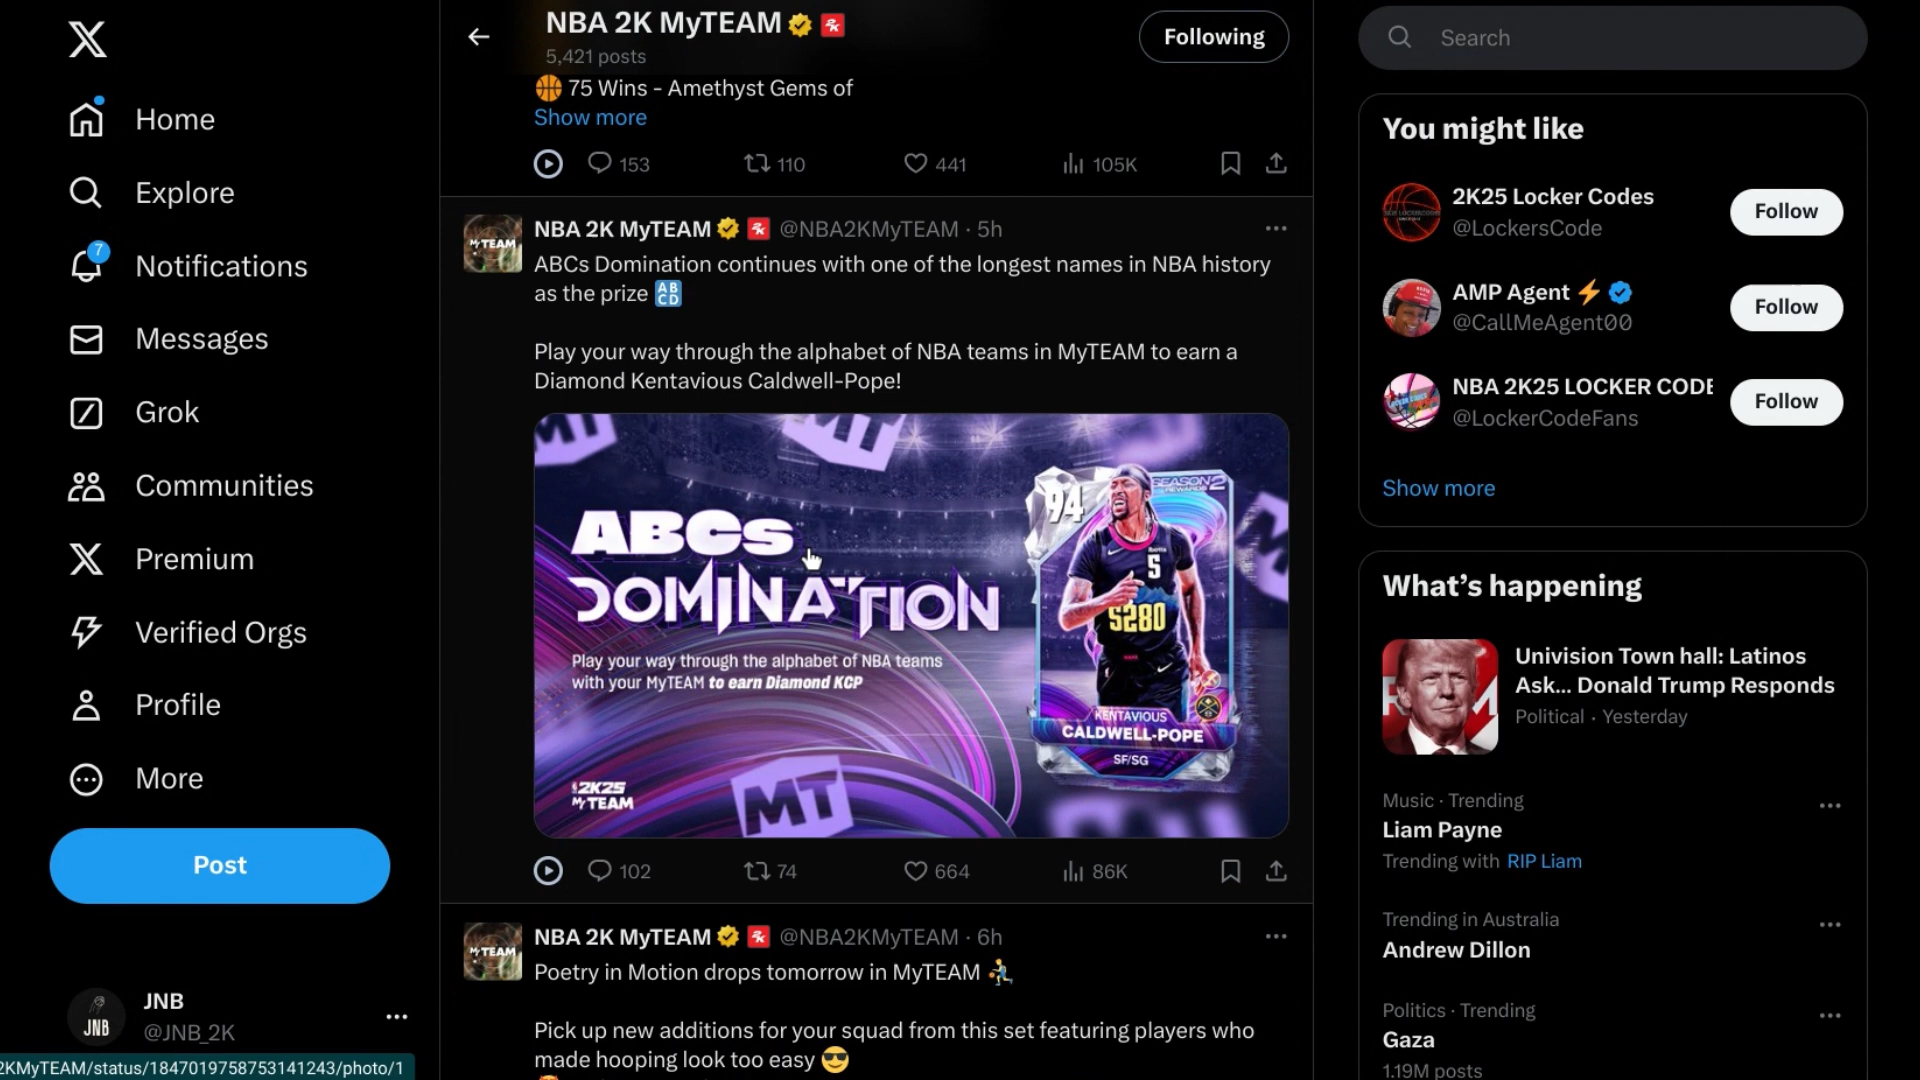 Home
Explore
7
Notifications
Messages
Grok
Communities
Premium
Verified Orgs
Profile
More
Post
JNB
JNB
@JNB_2K
2KMyTEAM/status/1847019758753141243/photo/1
NBA 2K MyTEAM
5,421 posts
Following
75 Wins - Amethyst Gems of
Show more
153 110 441 105K
MyTEAM
NBA 2K MyTEAM @NBA2KMyTEAM · 5h
ABCs Domination continues with one of the longest names in NBA history
as the prize
Play your way through the alphabet of NBA teams in MyTEAM to earn a
Diamond Kentavious Caldwell-Pope!
ABCs
DOMINATION
Play your way through the alphabet of NBA teams
with your MyTEAM to earn Diamond KCP
2K25
MyTEAM
MT
94
SEASON 2
REWARDS
5
5280
KENTAVIOUS
CALDWELL-POPE
SF/SG
102 74 664 86K
MyTEAM
NBA 2K MyTEAM @NBA2KMyTEAM · 6h
Poetry in Motion drops tomorrow in MyTEAM
Pick up new additions for your squad from this set featuring players who
made hooping look too easy
Search
You might like
2K25 Locker Codes
@LockersCode
Follow
AMP Agent
@CallMeAgent00
Follow
NBA 2K25 LOCKER CODE
@LockerCodeFans
Follow
Show more
What's happening
Univision Town hall: Latinos
Ask... Donald Trump Responds
Political · Yesterday
Music · Trending
Liam Payne
Trending with RIP Liam
Trending in Australia
Andrew Dillon
Politics · Trending
Gaza
1.19M posts